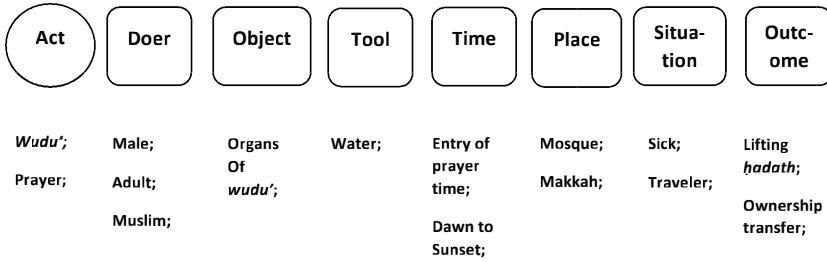 Act
Doer
Object
Tool
Time
Place
Situa-
tion
Outc-
ome
Wudu‘;
Prayer;
Male;
Adult;
Muslim;
Organs
Of
wudu’;
Water;
Entry of
prayer
time;
Dawn to
Sunset;
Mosque;
Makkah;
Sick;
Traveler;
Lifting
ḥadath;
Ownership
transfer;